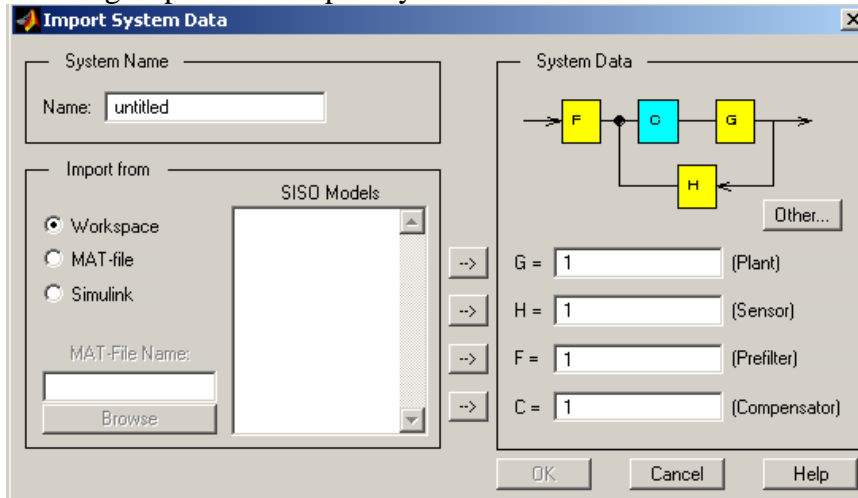 Import System Data
System Name
Name: untitled
Import from
SISO Models
Workspace
MAT-file
Simulink
MAT-File Name:
Browse
-->
-->
-->
-->
System Data
F
C
G
H
Other...
G = 1 (Plant)
H = 1 (Sensor)
F = 1 (Prefilter)
C = 1 (Compensator)
OK
Cancel
Help